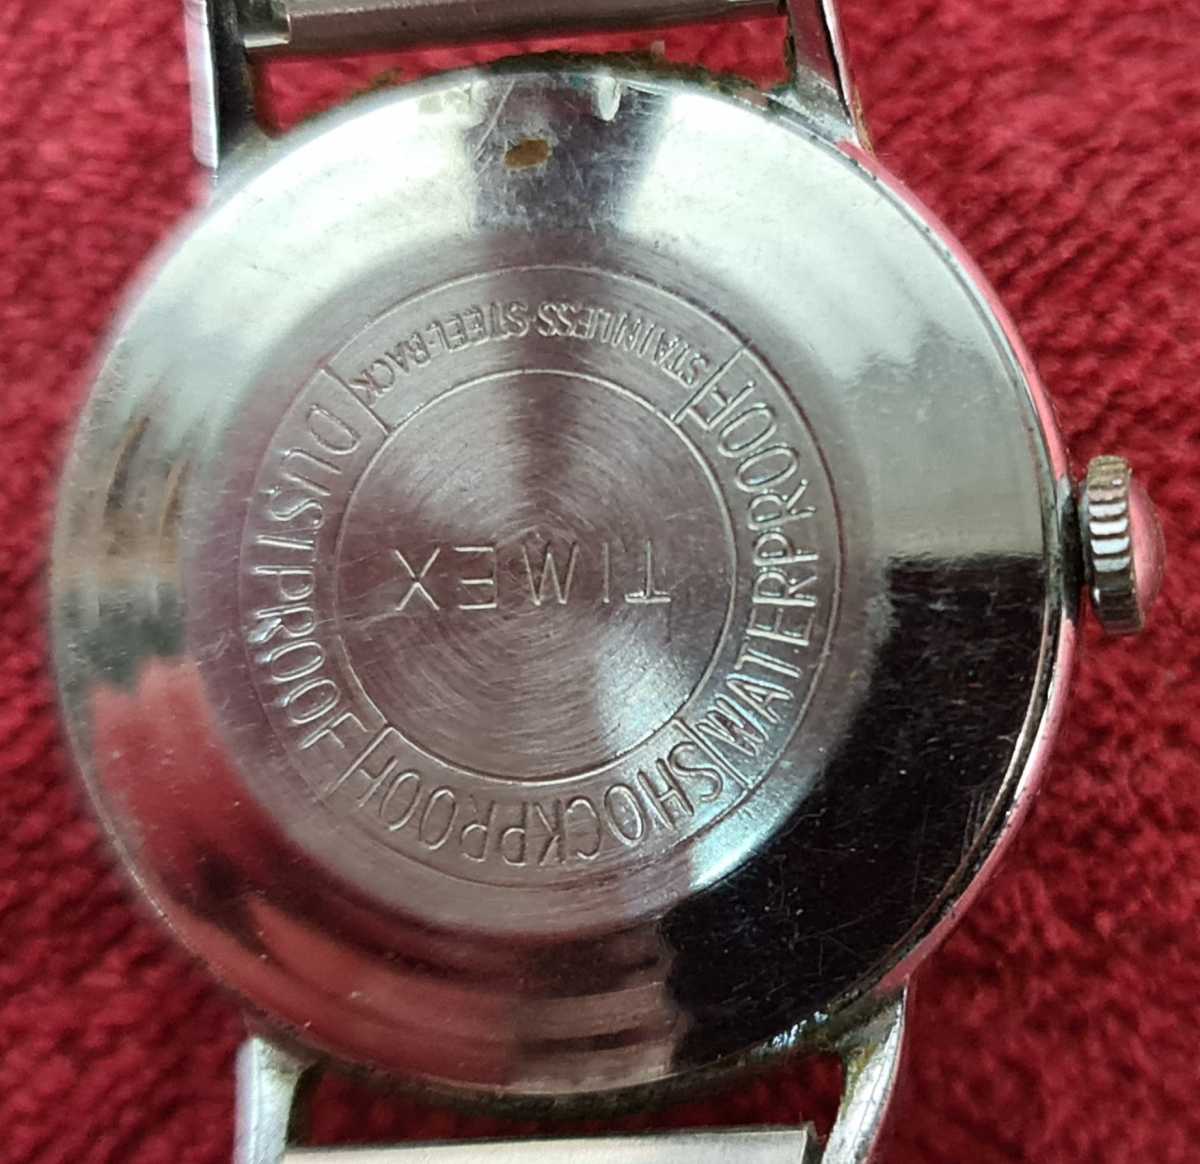 TIMEX
WATERPROOF
SHOCKPROOF
DUSTPROOF
STAINLESS·STEEL·BACK